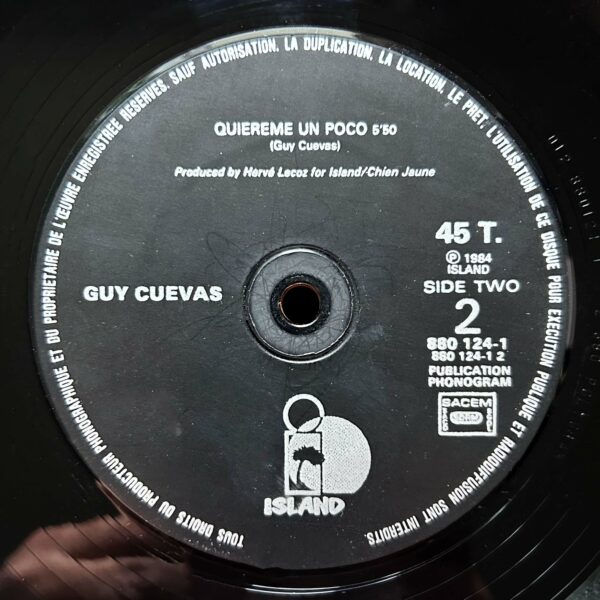 TOUS DROITS DU PRODUCTEUR PHONOGRAPHIQUE ET DU PROPRIETAIRE DE L'ŒUVRE ENREGISTREE RESERVES. SAUF AUTORISATION, LA DUPLICATION, LA LOCATION, LE PRET, L'UTILISATION DE CE DISQUE POUR EXECUTION PUBLIQUE ET RADIODIFFUSION SONT INTERDITS.
QUIEREME UN POCO 5'50
(Guy Cuevas)
Produced by Hervé Lecoz for Island/Chien Jaune
45 T.
℗ 1984
ISLAND
GUY CUEVAS
SIDE TWO
2
880 124-1
880 124-1 2
PUBLICATION
PHONOGRAM
SACEM
ISLAND